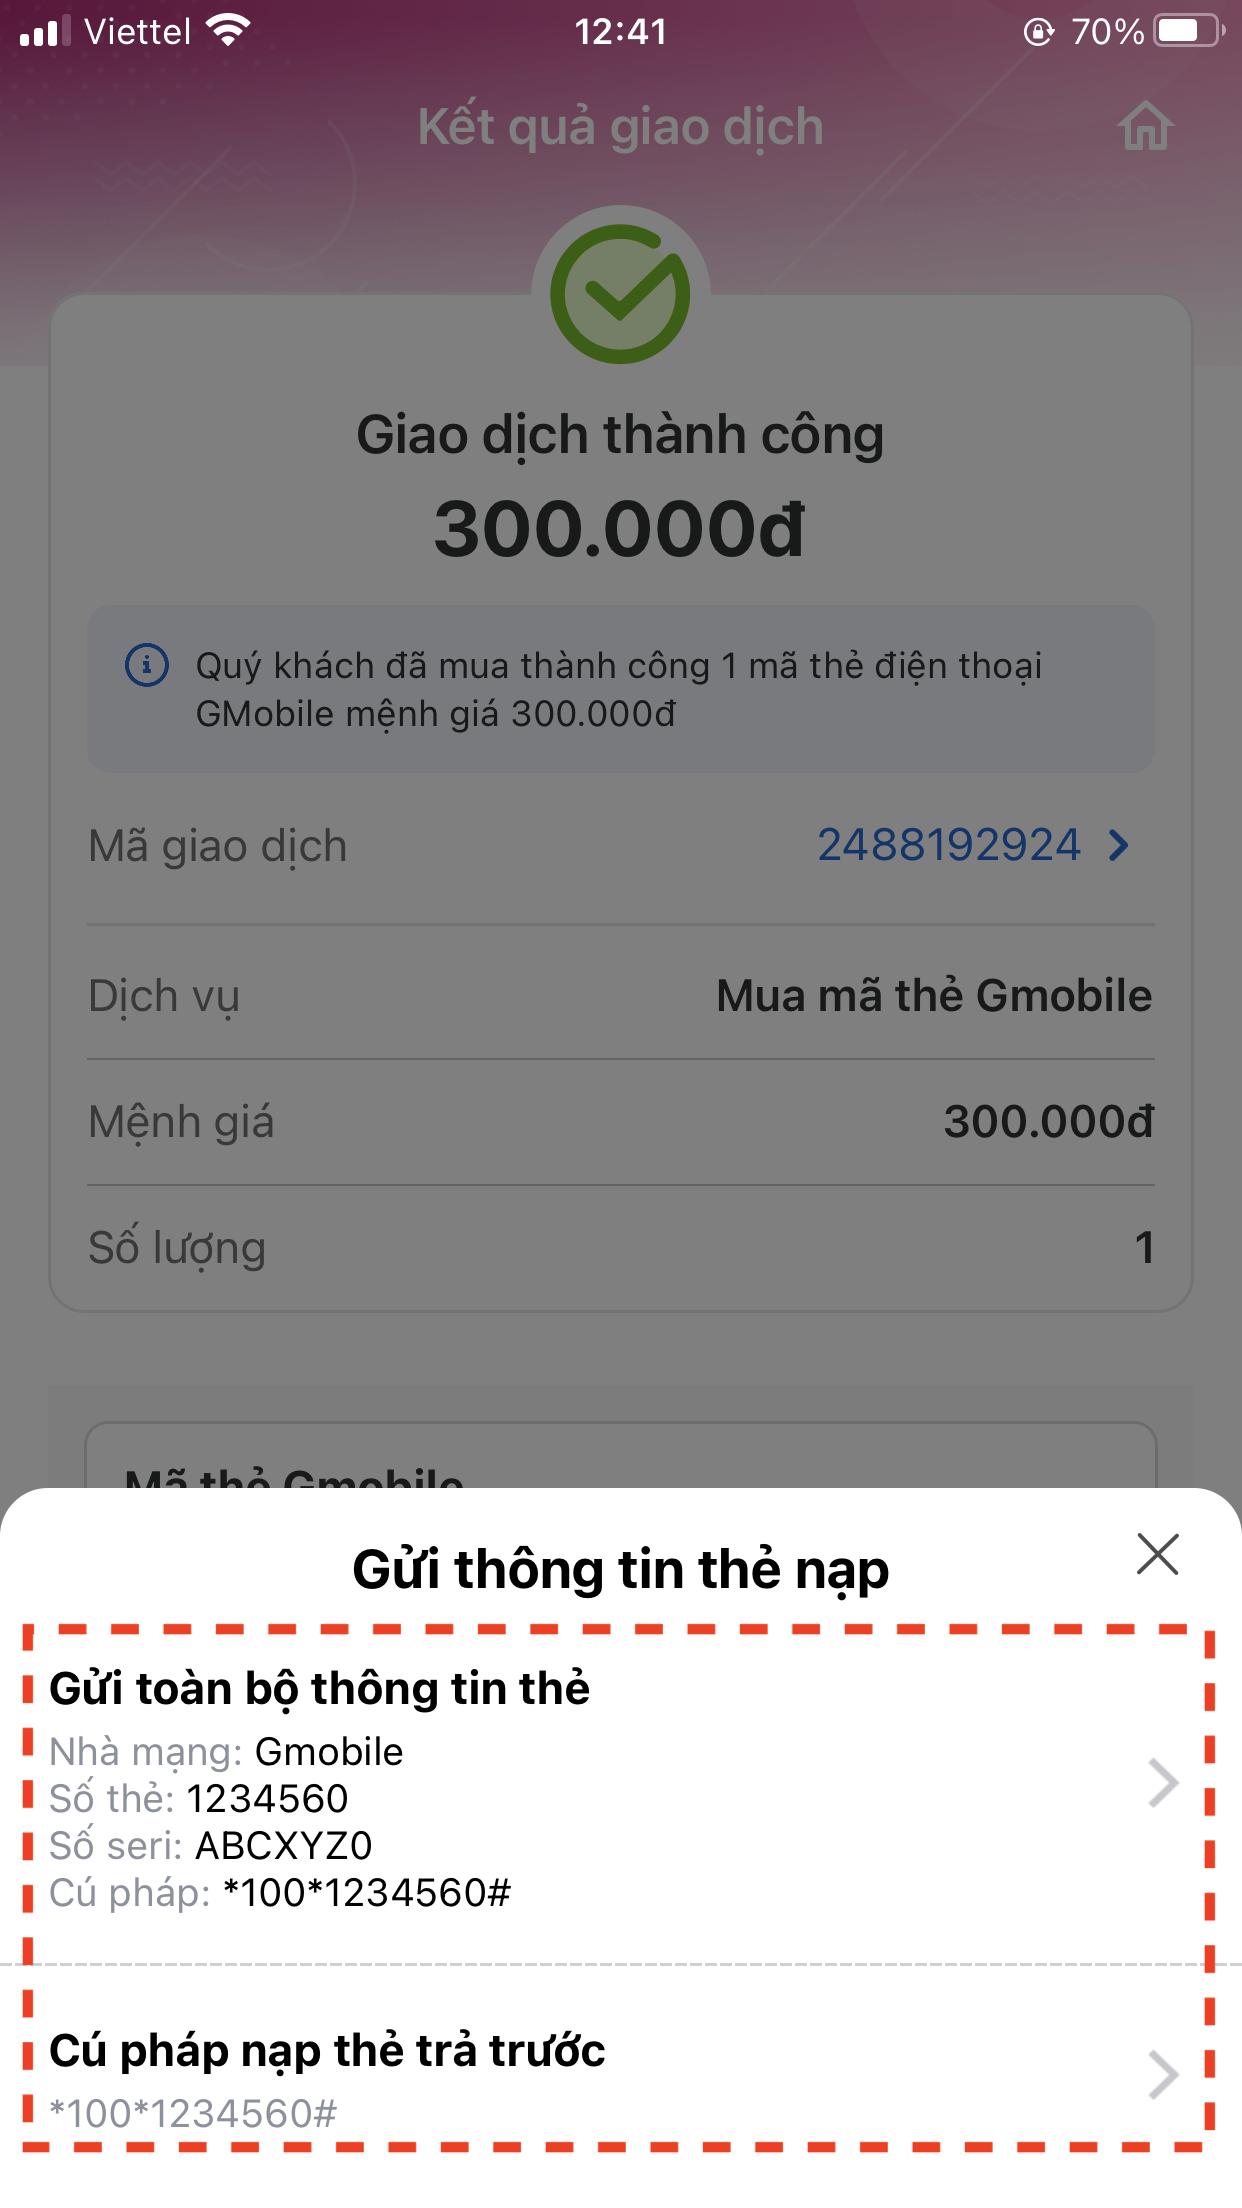 Viettel 12:41 70%
Kết quả giao dịch
Giao dịch thành công
300.000đ
Quý khách đã mua thành công 1 mã thẻ điện thoại
GMobile mệnh giá 300.000đ
Mã giao dịch 2488192924
Dịch vụ Mua mã thẻ Gmobile
Mệnh giá 300.000đ
Số lượng 1
Mã thẻ Gmobile
Gửi thông tin thẻ nạp
Gửi toàn bộ thông tin thẻ
Nhà mạng: Gmobile
Số thẻ: 1234560
Số seri: ABCXYZ0
Cú pháp: *100*1234560#
Cú pháp nạp thẻ trả trước
*100*1234560#